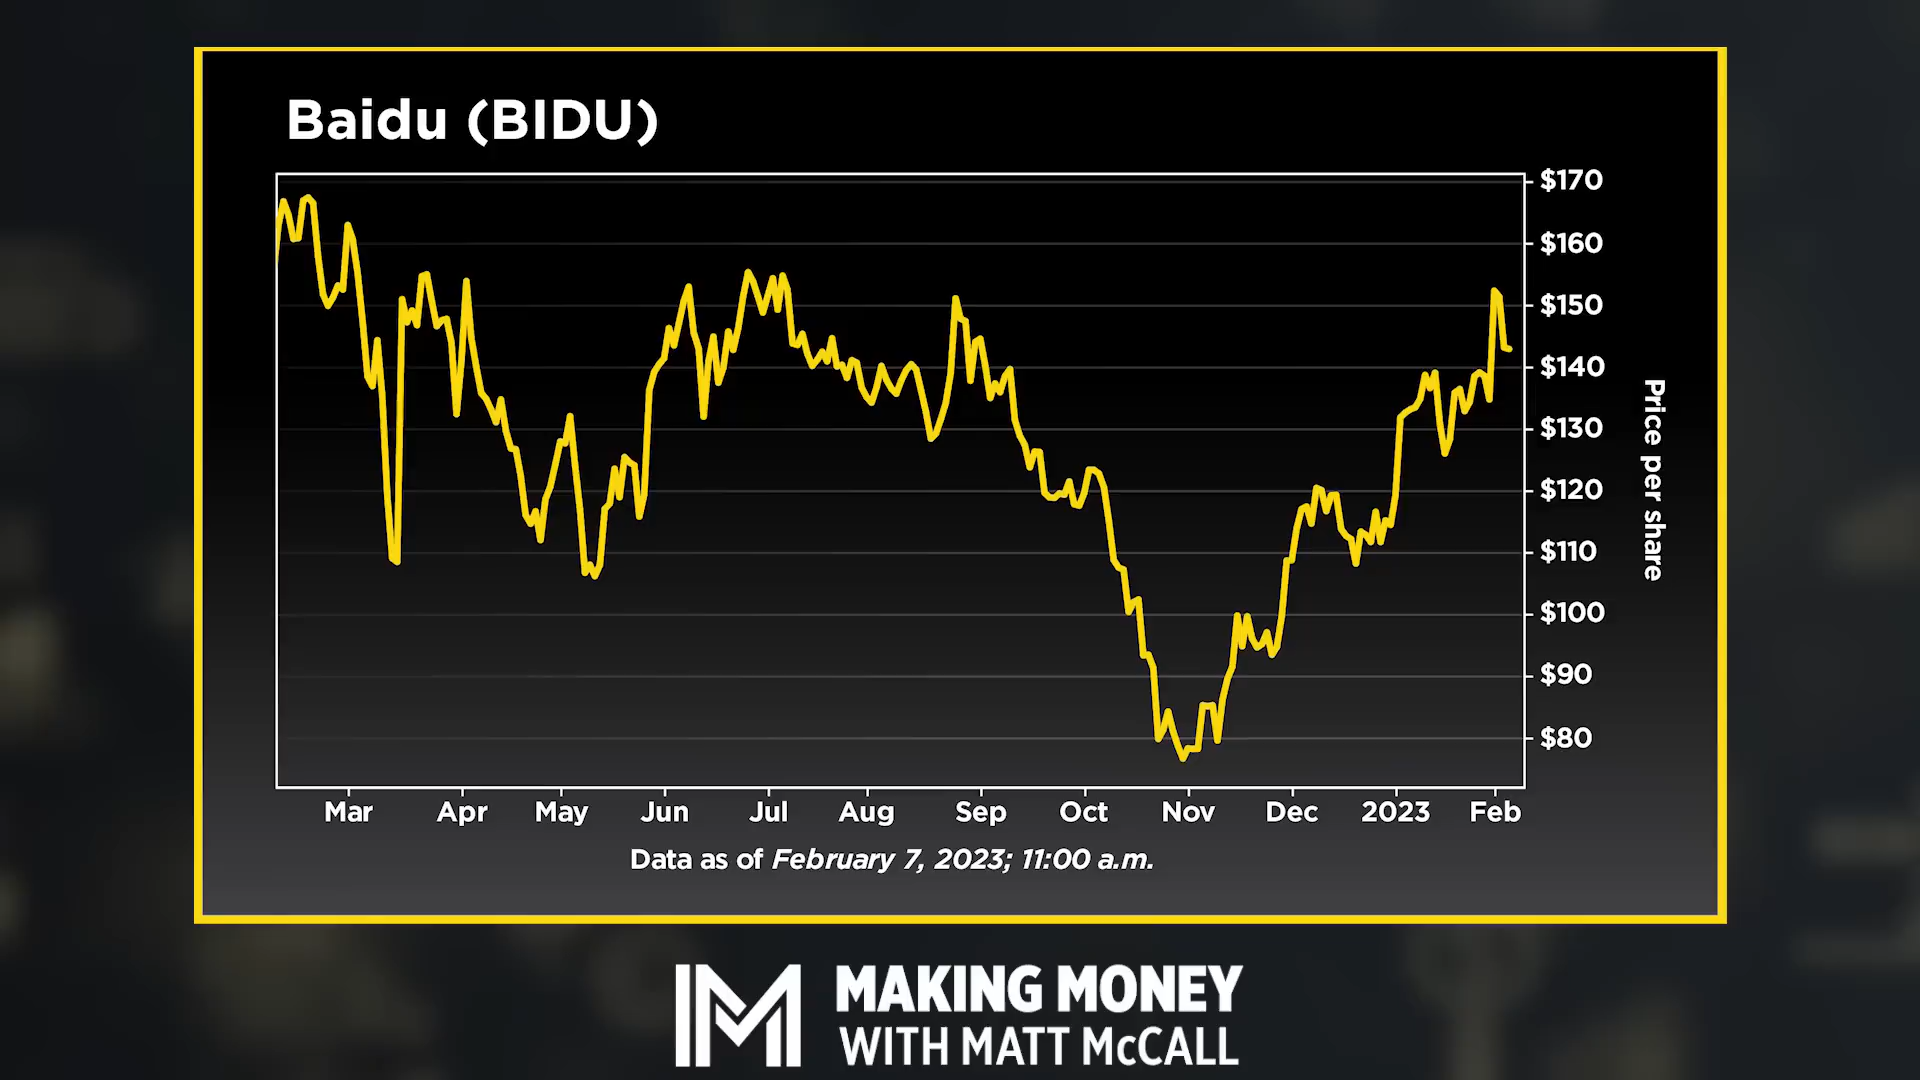 Baidu (BIDU)
$170
$160
$150
$140
$130
$120
$110
$100
$90
$80
Price per share
Mar Apr May Jun Jul Aug Sep Oct Nov Dec 2023 Feb
Data as of February 7, 2023; 11:00 a.m.
MAKING MONEY
WITH MATT McCALL